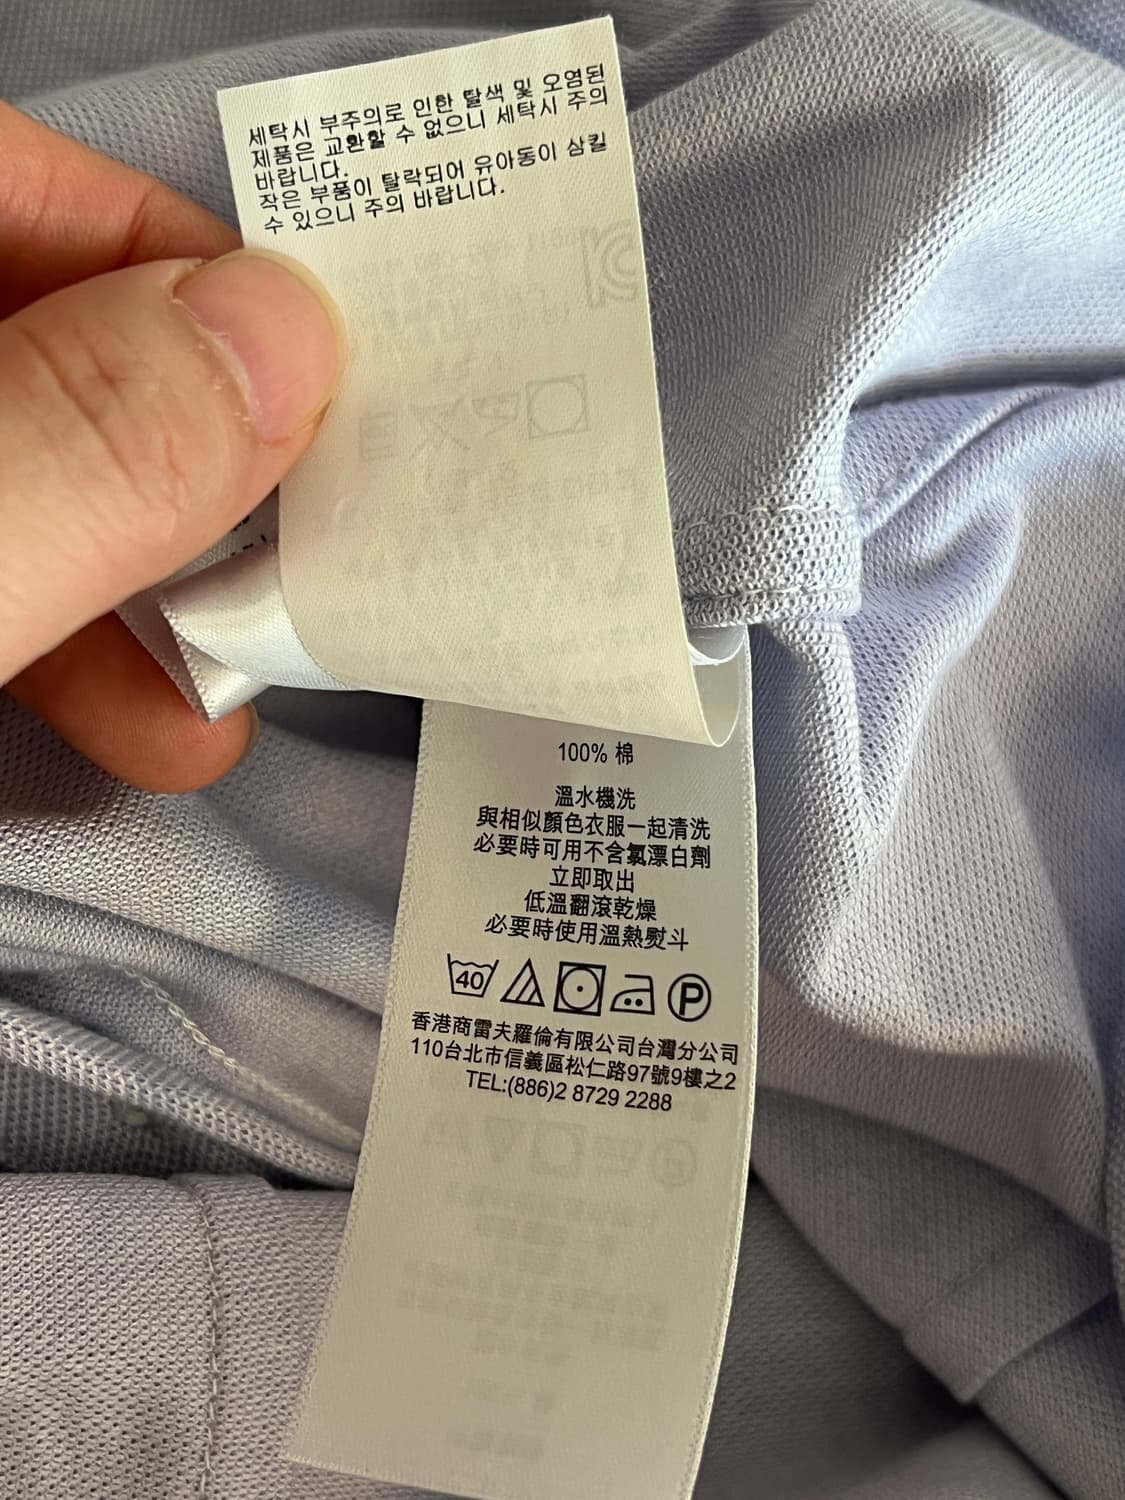 세탁시 부주의로 인한 탈색 및 오염된
제품은 교환할 수 없으니 세탁시 주의
바랍니다.
작은 부품이 탈락되어 유아동이 삼킬
수 있으니 주의 바랍니다.
100% 棉
溫水機洗
與相似顏色衣服一起清洗
必要時可用不含氯漂白劑
立即取出
低溫翻滾乾燥
必要時使用溫熱熨斗
40
P
香港商雷夫羅倫有限公司台灣分公司
110台北市信義區松仁路97號9樓之2
TEL:(886)2 8729 2288